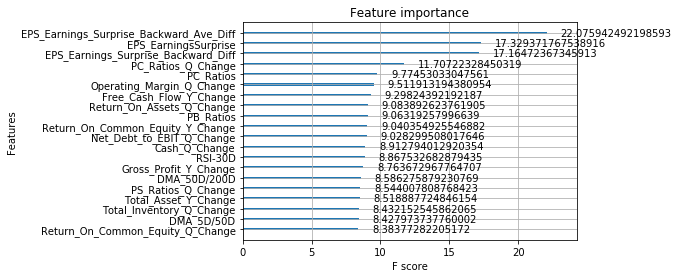 Feature importance
EPS_Earnings_Surprise_Backward_Ave_Diff 22.075942492198593
EPS_EarningsSurprise 17.329371767538916
EPS_Earnings_Surprise_Backward_Diff 17.16472367345913
PC_Ratios_Q_Change 11.70722328450319
PC_Ratios 9.77453033047561
Operating_Margin_Q_Change 9.511913194380954
Free_Cash_Flow_Y_Change 9.29824392192187
Return_On_Assets_Q_Change 9.083892623761905
PB_Ratios 9.06319257996639
Return_On_Common_Equity_Y_Change 9.040354925546882
Net_Debt_to_EBIT_Q_Change 9.028299508017646
Cash_Q_Change 8.912794012920354
RSI-30D 8.867532682879435
Gross_Profit_Y_Change 8.763672967764707
DMA_50D/200D 8.586275879230769
PS_Ratios_Q_Change 8.544007808768423
Total_Asset_Y_Change 8.518887724846154
Total_Inventory_Q_Change 8.432152545862065
DMA_5D/50D 8.427973737760002
Return_On_Common_Equity_Q_Change 8.38377282205172
Features
0 5 10 15 20
F score